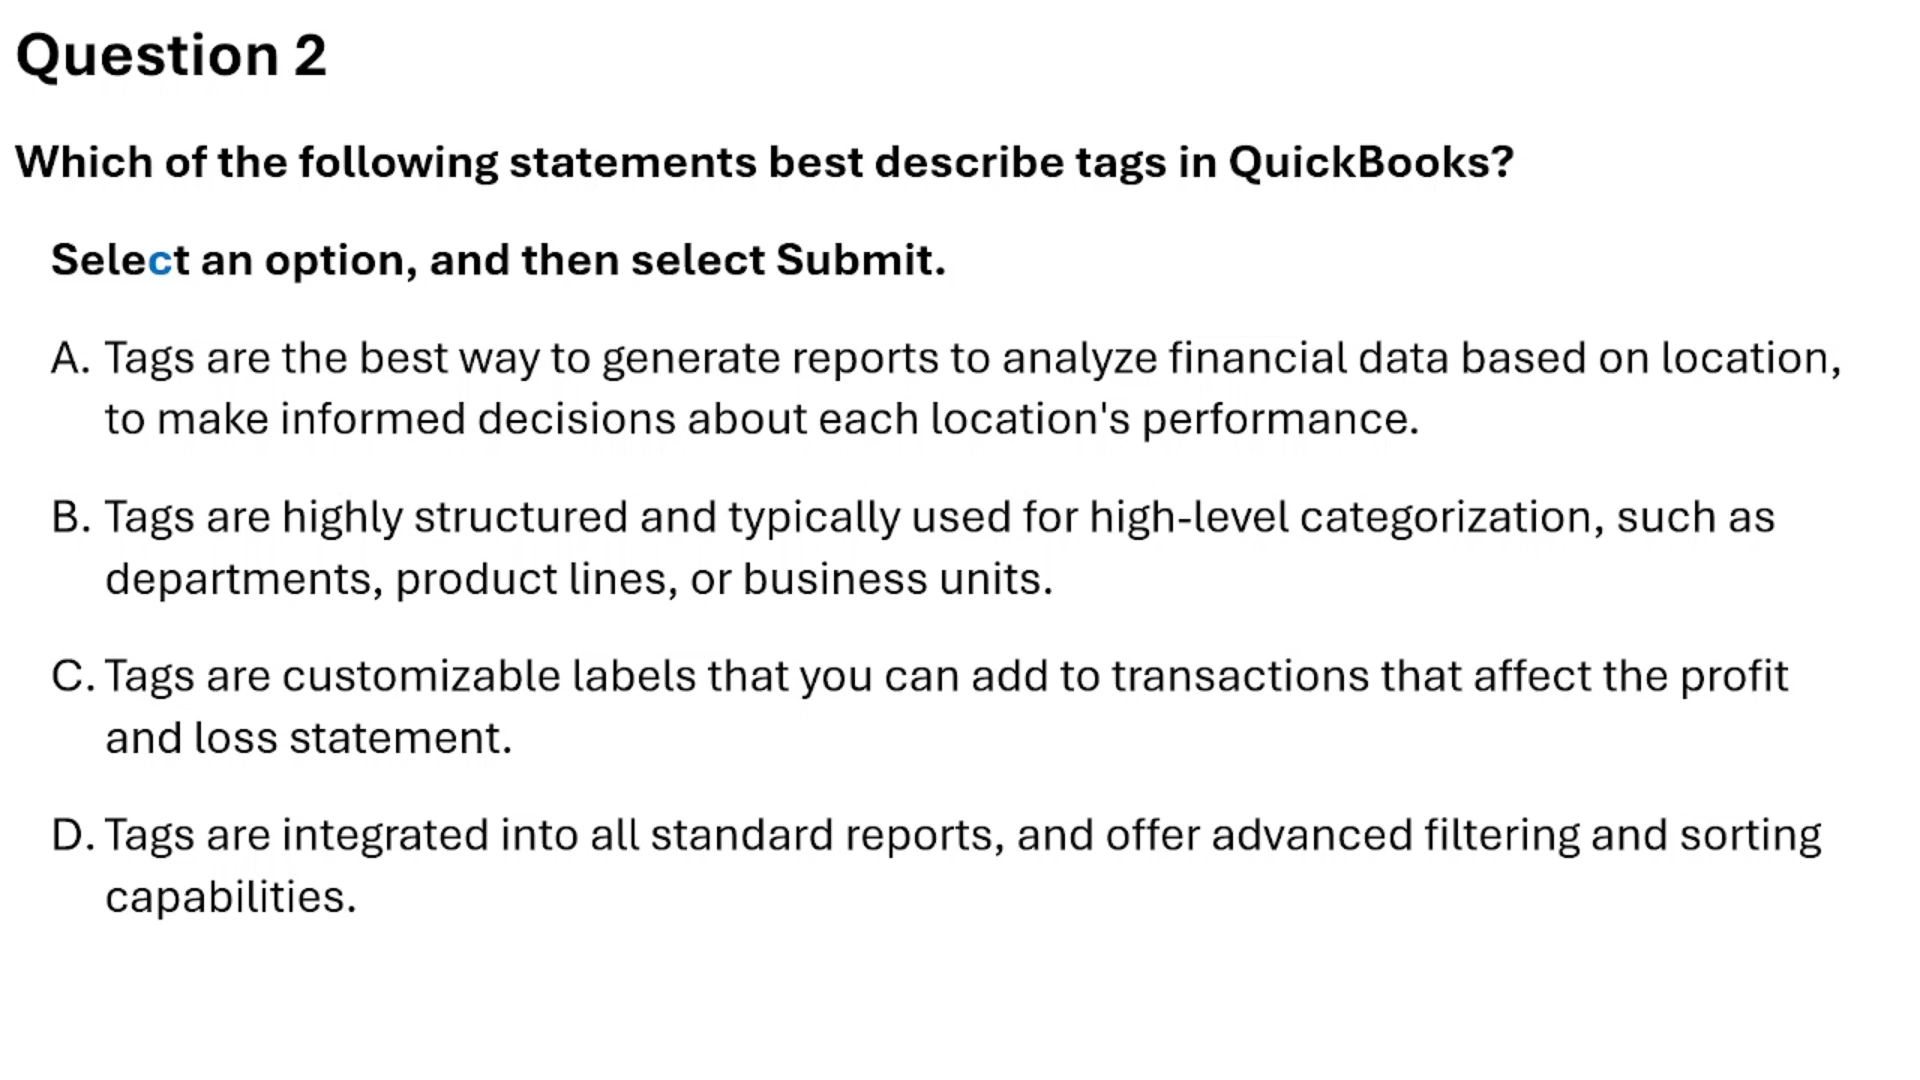 Question 2
Which of the following statements best describe tags in QuickBooks?
Select an option, and then select Submit.
A. Tags are the best way to generate reports to analyze financial data based on location,
to make informed decisions about each location's performance.
B. Tags are highly structured and typically used for high-level categorization, such as
departments, product lines, or business units.
C. Tags are customizable labels that you can add to transactions that affect the profit
and loss statement.
D. Tags are integrated into all standard reports, and offer advanced filtering and sorting
capabilities.